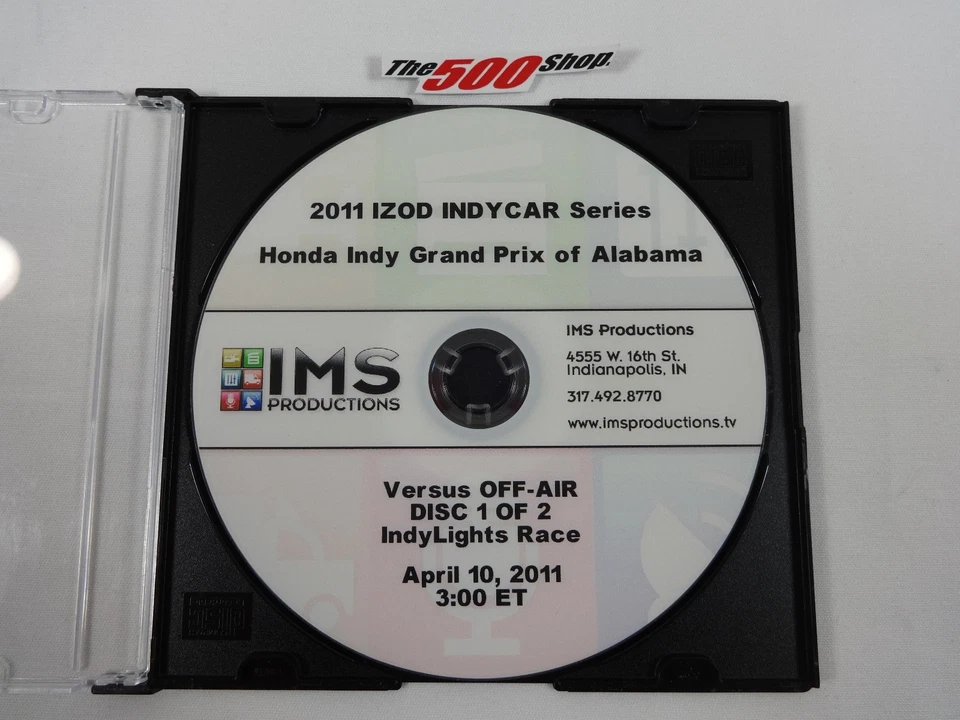 The 500 Shop.
2011 IZOD INDYCAR Series
Honda Indy Grand Prix of Alabama
IMS
PRODUCTIONS
IMS Productions
4555 W. 16th St.
Indianapolis, IN
317.492.8770
www.imsproductions.tv
Versus OFF-AIR
DISC 1 OF 2
IndyLights Race
April 10, 2011
3:00 ET